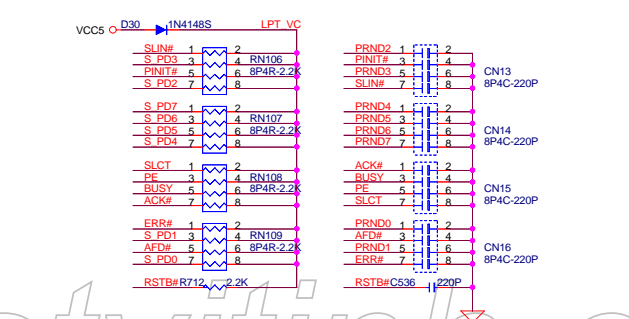 VCC5 D30 1N4148S LPT_VC
SLIN# 1 2 PRND2 1 2
S_PD3 3 4 RN106 PINIT# 3 4
PINIT# 5 6 8P4R-2.2K PRND3 5 6 CN13
S_PD2 7 8 SLIN# 7 8 8P4C-220P
S_PD7 1 2 PRND4 1 2
S_PD6 3 4 RN107 PRND5 3 4
S_PD5 5 6 8P4R-2.2K PRND6 5 6 CN14
S_PD4 7 8 PRND7 7 8 8P4C-220P
SLCT 1 2 ACK# 1 2
PE 3 4 RN108 BUSY 3 4
BUSY 5 6 8P4R-2.2K PE 5 6 CN15
ACK# 7 8 SLCT 7 8 8P4C-220P
ERR# 1 2 PRND0 1 2
S_PD1 3 4 RN109 AFD# 3 4
AFD# 5 6 8P4R-2.2K PRND1 5 6 CN16
S_PD0 7 8 ERR# 7 8 8P4C-220P
RSTB# R712 2.2K RSTB# C536 220P